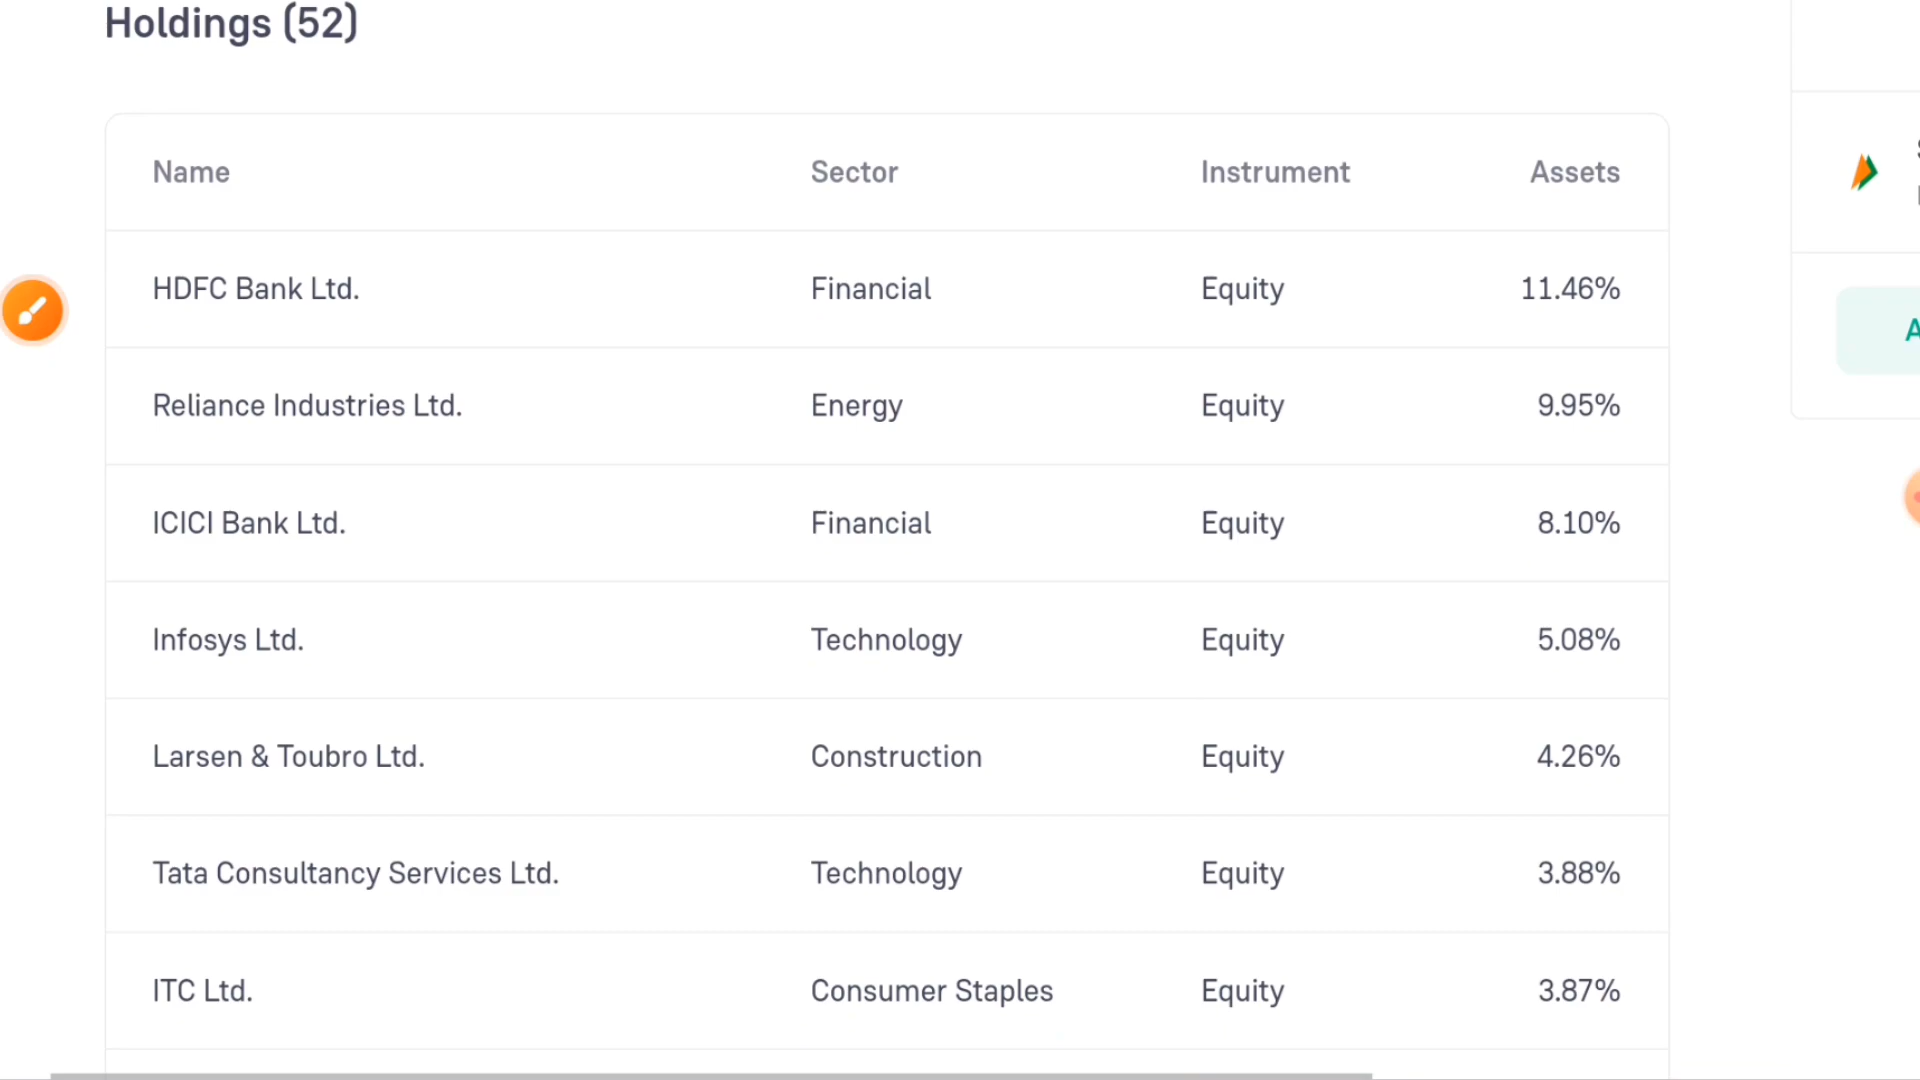 Holdings (52)
Name Sector Instrument Assets
HDFC Bank Ltd. Financial Equity 11.46%
Reliance Industries Ltd. Energy Equity 9.95%
ICICI Bank Ltd. Financial Equity 8.10%
Infosys Ltd. Technology Equity 5.08%
Larsen & Toubro Ltd. Construction Equity 4.26%
Tata Consultancy Services Ltd. Technology Equity 3.88%
ITC Ltd. Consumer Staples Equity 3.87%